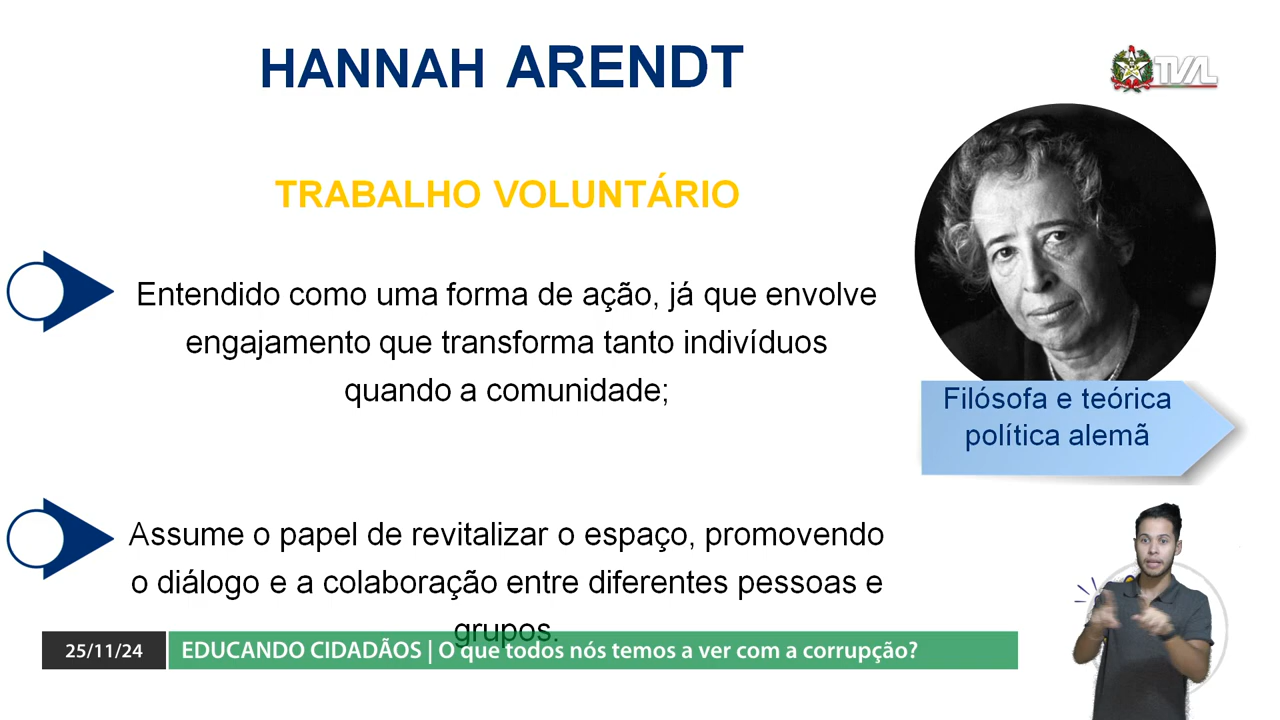 HANNAH ARENDT
TVAL
TRABALHO VOLUNTÁRIO
Entendido como uma forma de ação, já que envolve
engajamento que transforma tanto indivíduos
quando a comunidade;
Filósofa e teórica
política alemã
Assume o papel de revitalizar o espaço, promovendo
o diálogo e a colaboração entre diferentes pessoas e
grupos.
25/11/24 EDUCANDO CIDADÃOS | O que todos nós temos a ver com a corrupção?